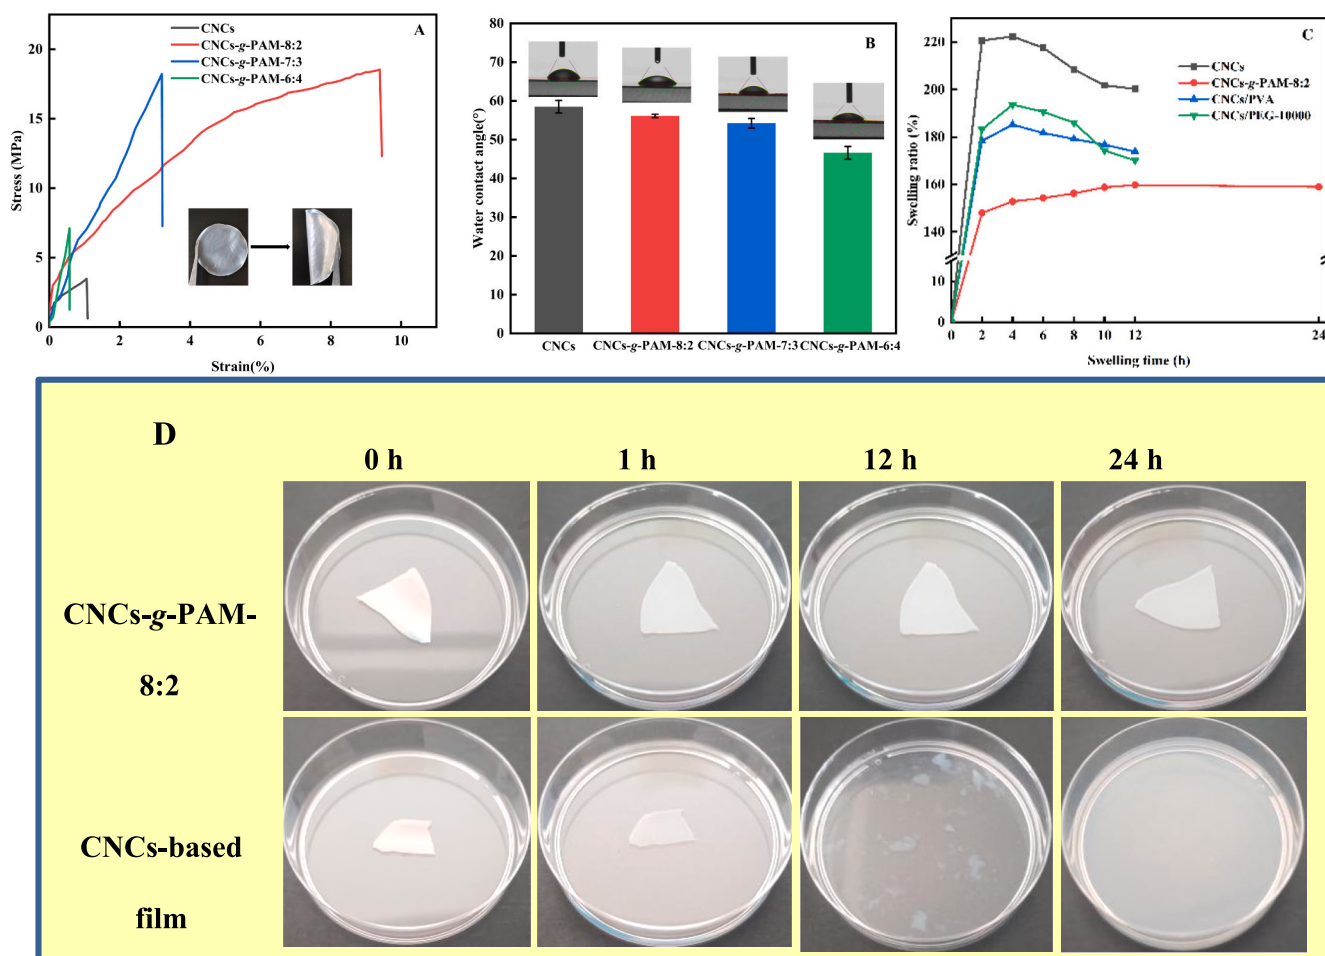 A
CNCs
CNCs-g-PAM-8:2
CNCs-g-PAM-7:3
CNCs-g-PAM-6:4
Stress (MPa)
20
15
10
5
0
0 2 4 6 8 10
Strain(%)
B
Water contact angle(°)
80
70
60
50
40
30
20
10
0
CNCs CNCs-g-PAM-8:2 CNCs-g-PAM-7:3 CNCs-g-PAM-6:4
C
CNCs
CNCs-g-PAM-8:2
CNCs/PVA
CNCs/PEG-10000
Swelling ratio (%)
220
200
180
160
140
10
0
0 2 4 6 8 10 12 24
Swelling time (h)
D
0 h 1 h 12 h 24 h
CNCs-g-PAM-
8:2
CNCs-based
film